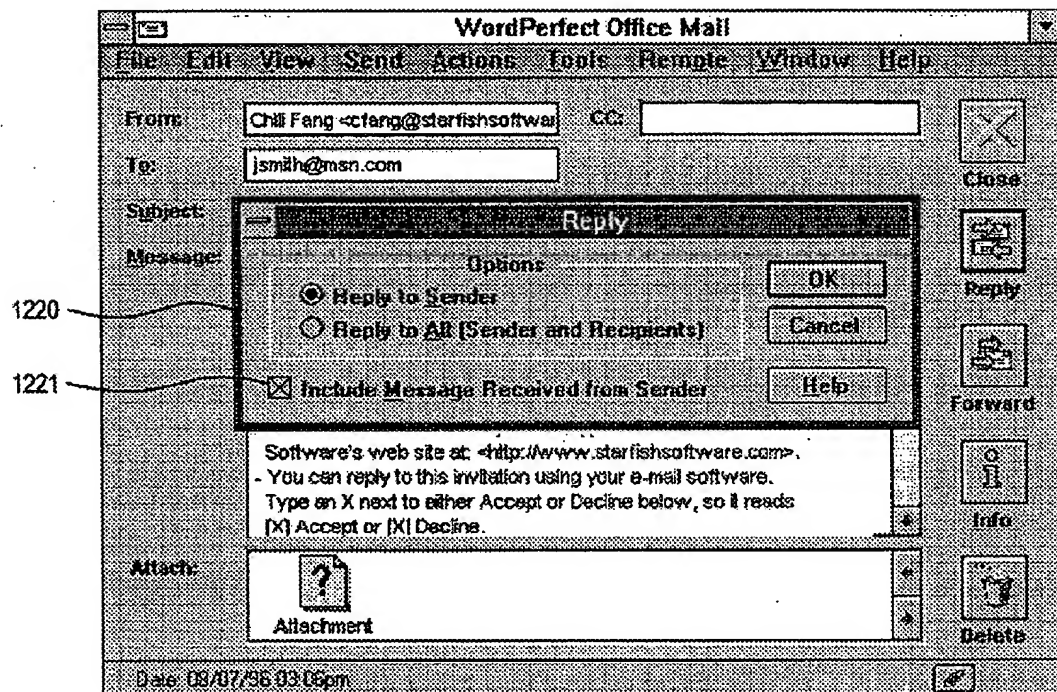 WordPerfect Office Mail
File Edit View Send Actions Tools Remote Window Help
From: Chili Fang <cfang@starfishsoftwar CC:
To: jsmith@msn.com
Close
Subject:
Message:
Reply
Options
Reply to Sender
Reply to All (Sender and Recipients)
Include Message Received from Sender
OK
Cancel
Help
1220
1221
Reply
Forward
Software's web site at: <http://www.starfishsoftware.com>.
- You can reply to this invitation using your e-mail software.
Type an X next to either Accept or Decline below, so it reads
[X] Accept or [X] Decline.
Info
Attach:
Attachment
Delete
Date: 08/07/96 03:06pm